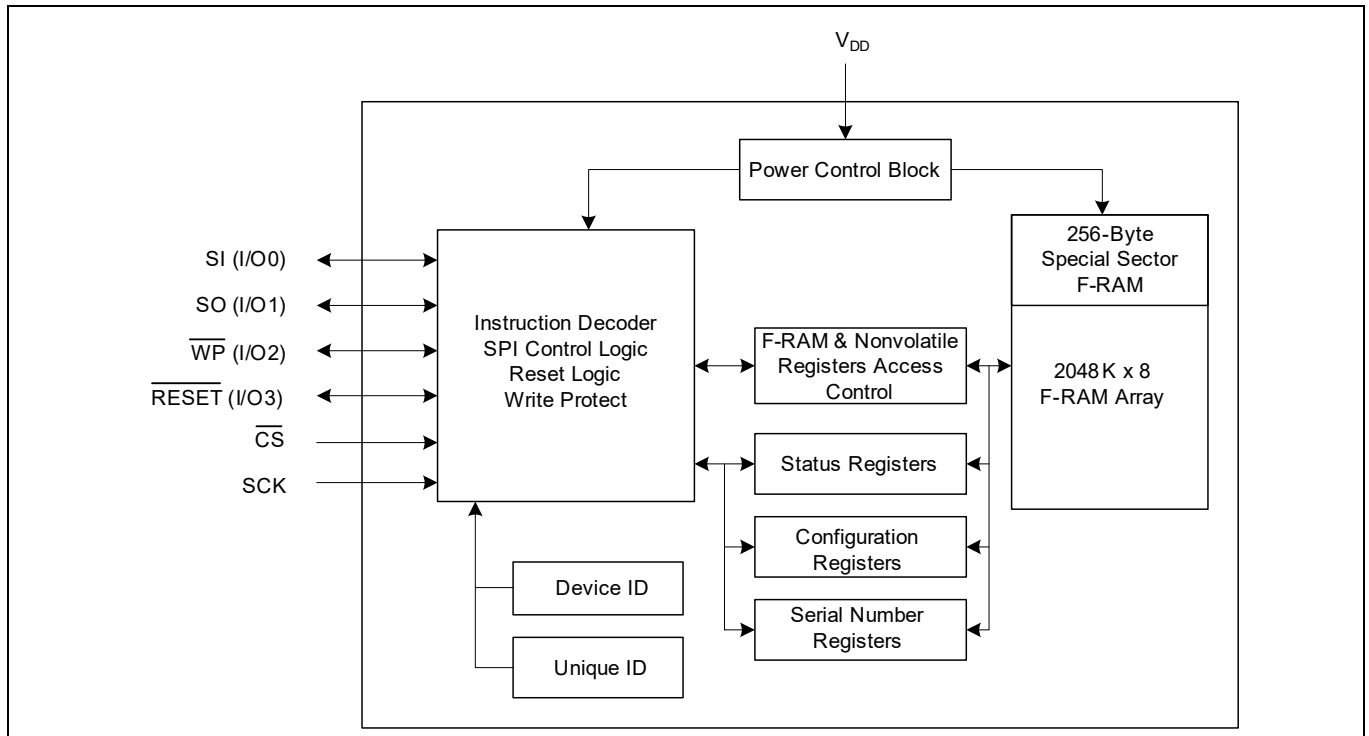 VDD
Power Control Block
256-Byte
Special Sector
F-RAM
2048K x 8
F-RAM Array
SI (I/O0)
SO (I/O1)
WP (I/O2)
RESET (I/O3)
CS
SCK
Instruction Decoder
SPI Control Logic
Reset Logic
Write Protect
F-RAM & Nonvolatile
Registers Access
Control
Status Registers
Configuration
Registers
Serial Number
Registers
Device ID
Unique ID